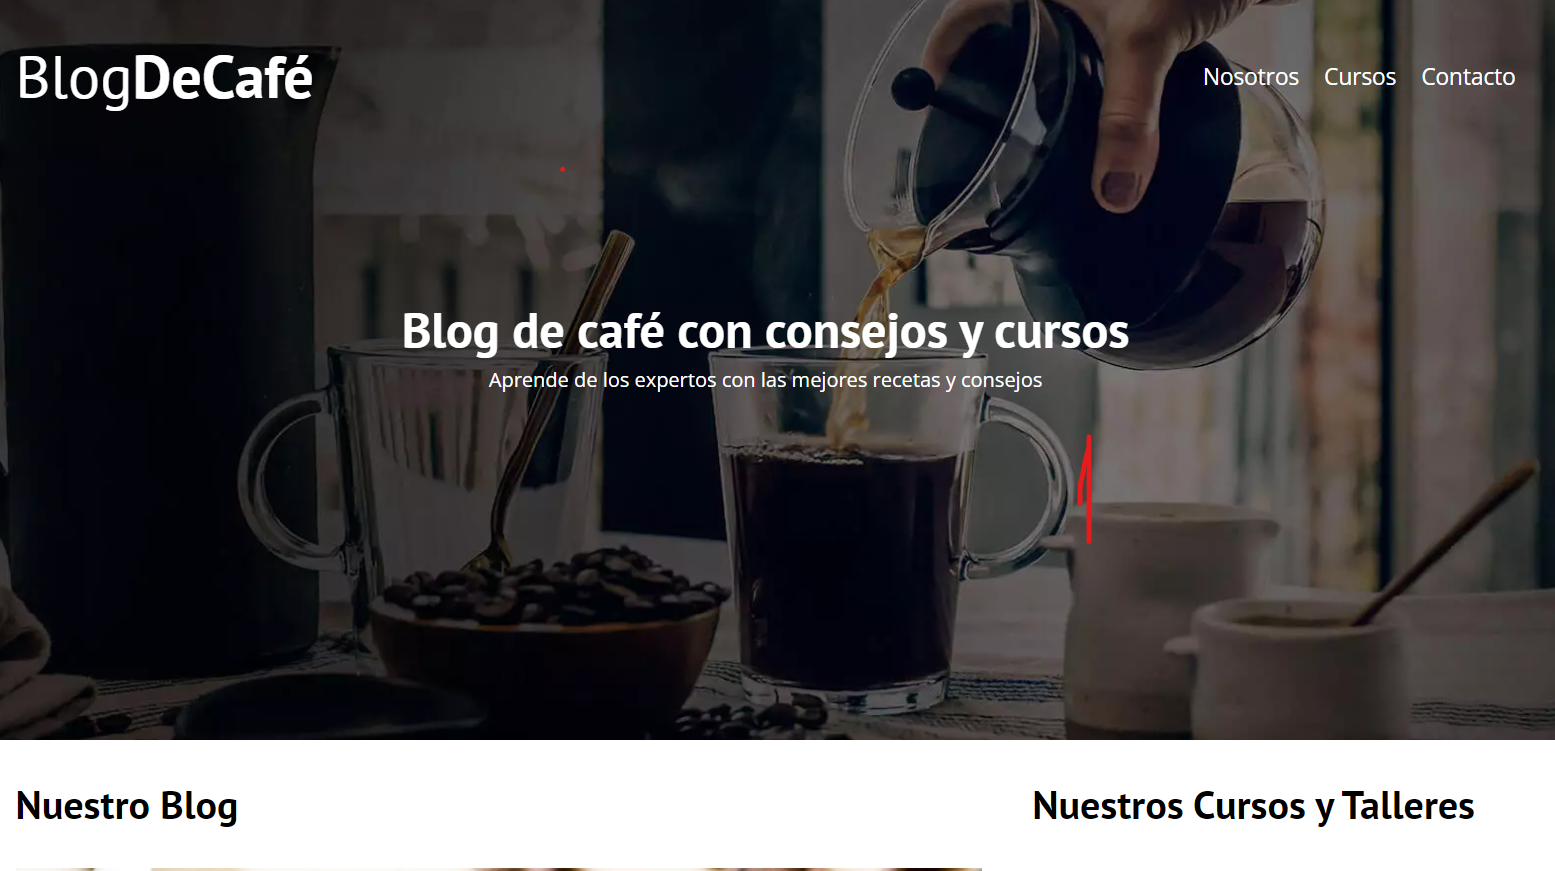 BlogDeCafé
Nosotros Cursos Contacto
Blog de café con consejos y cursos
Aprende de los expertos con las mejores recetas y consejos
1
Nuestro Blog
Nuestros Cursos y Talleres